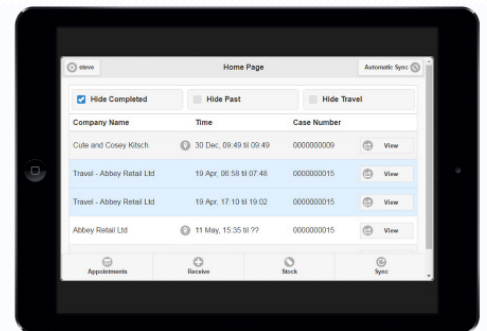 steve Home Page Automatic Sync
Hide Completed Hide Past Hide Travel
Company Name Time Case Number
Cute and Cosey Kitsch 30 Dec, 09:49 til 09:49 0000000009 View
Travel - Abbey Retail Ltd 19 Apr, 06:58 til 07:48 0000000015 View
Travel - Abbey Retail Ltd 19 Apr, 17:10 til 19:02 0000000015 View
Abbey Retail Ltd 11 May, 15:35 til ?? 0000000015 View
Appointments Receive Stock Sync